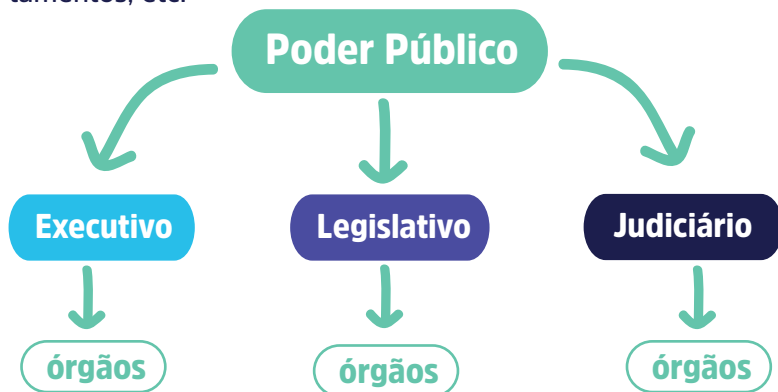 Poder Público
Executivo
Legislativo
Judiciário
órgãos
órgãos
órgãos